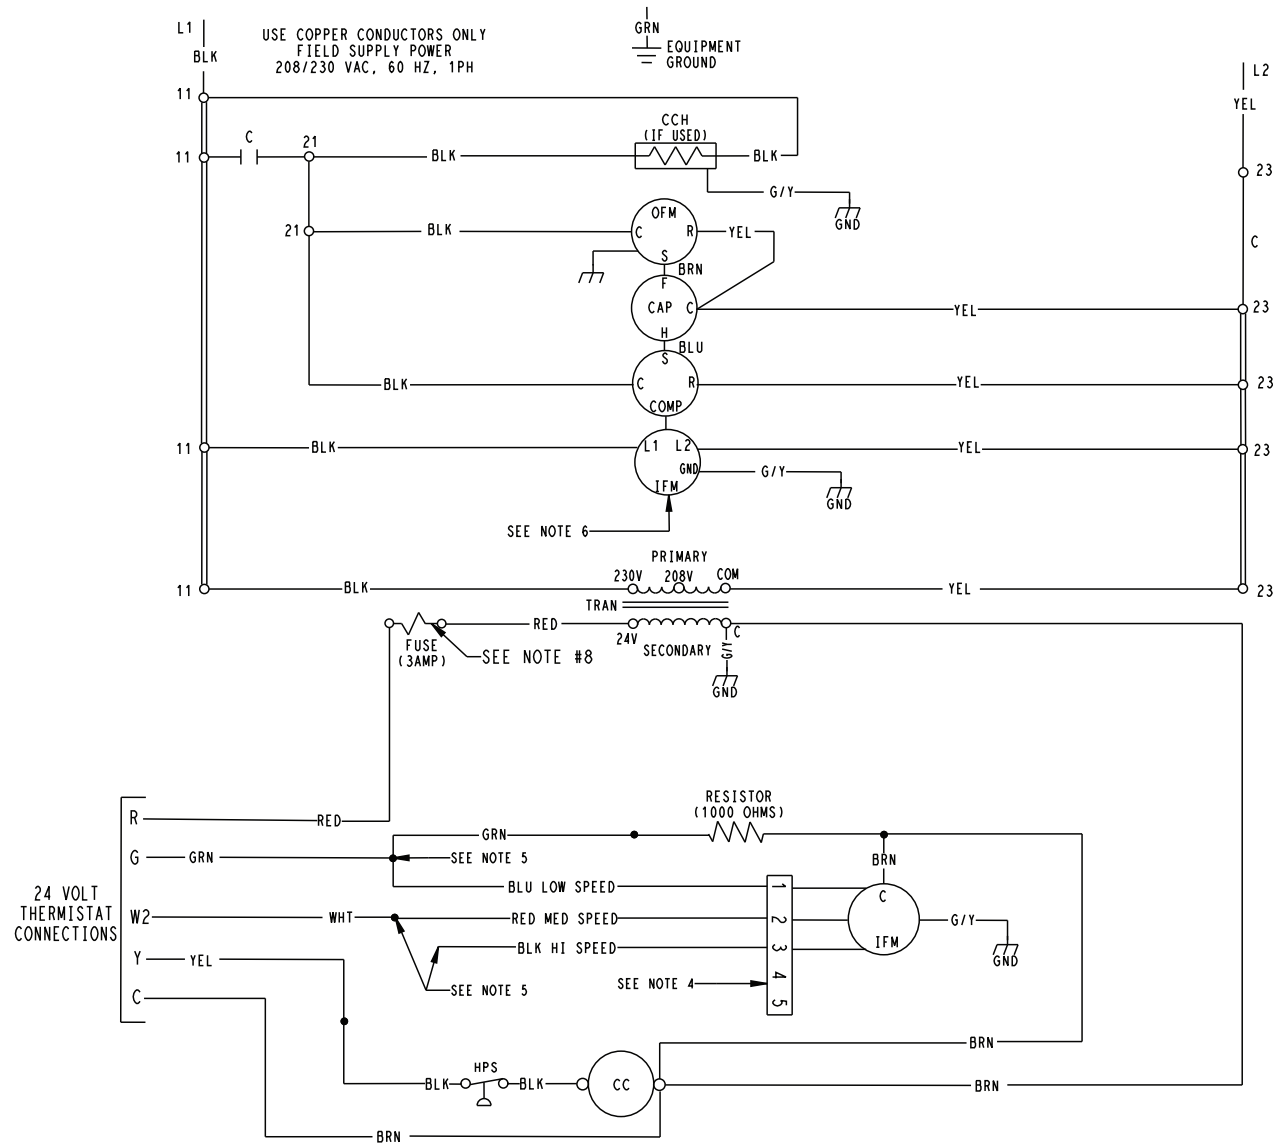 L1
BLK
USE COPPER CONDUCTORS ONLY
FIELD SUPPLY POWER
208/230 VAC, 60 HZ, 1PH
GRN
EQUIPMENT
GROUND
L2
YEL
11
C
21
11
BLK
CCH
(IF USED)
BLK
G/Y
GND
23
21
BLK
OFM
C
R
S
YEL
BRN
C
F
CAP
C
H
YEL
23
BLU
BLK
S
C
R
COMP
YEL
23
11
BLK
L1
L2
GND
IFM
YEL
23
G/Y
GND
SEE NOTE 6
PRIMARY
230V
208V
COM
11
BLK
YEL
23
TRAN
RED
24V
SECONDARY
C
G/Y
GND
FUSE
(3AMP)
SEE NOTE #8
RESISTOR
(1000 OHMS)
R
RED
GRN
G
GRN
SEE NOTE 5
BRN
BLU LOW SPEED
1
C
24 VOLT
THERMISTAT
CONNECTIONS
W2
WHT
RED MED SPEED
2
G/Y
IFM
GND
BLK HI SPEED
3
Y
YEL
SEE NOTE 4
4
SEE NOTE 5
5
C
BRN
HPS
BLK
BLK
CC
BRN
BRN